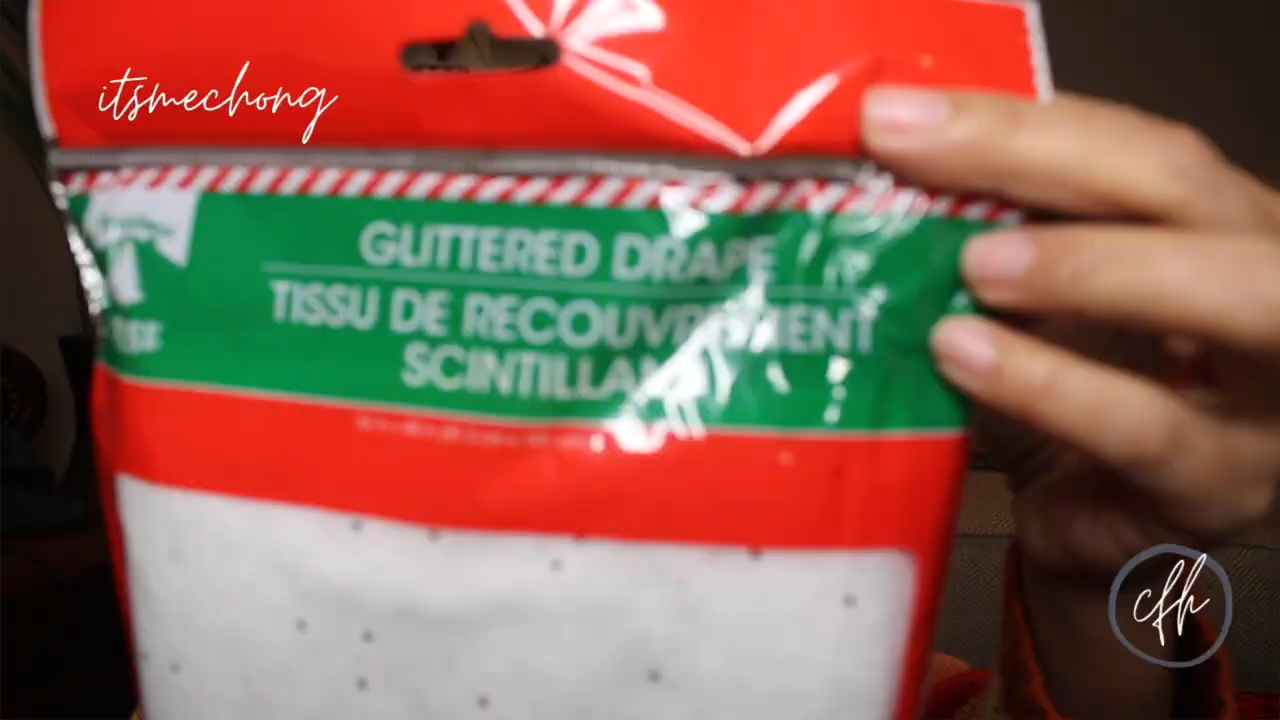 itsmechong
GLITTERED DRAPE
TISSU DE RECOUVREMENT
SCINTILLANT
cfh